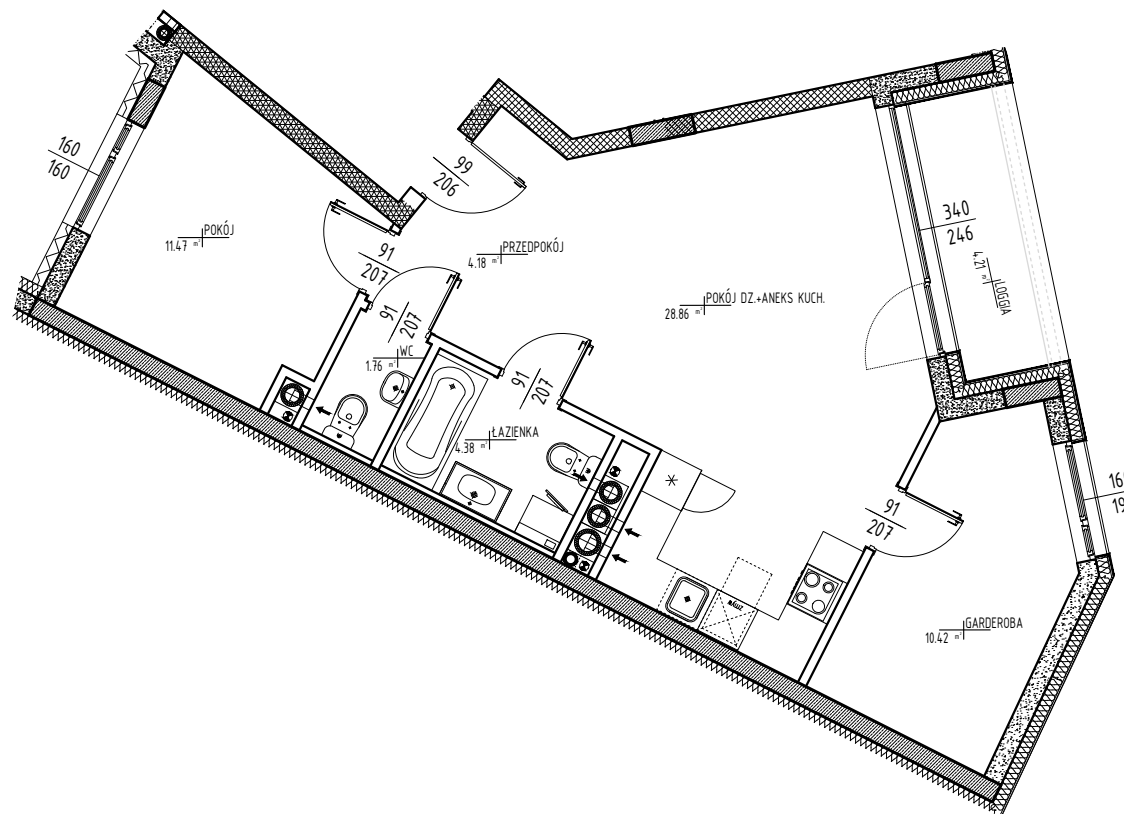 160
160
99
206
POKÓJ
11.47 m²
91
207
PRZEDPOKÓJ
4.18 m²
340
246
LOGGIA
4.21 m²
POKÓJ DZ.+ANEKS KUCH.
28.86 m²
91
207
WC
1.76 m²
91
207
ŁAZIENKA
4.38 m²
91
207
GARDEROBA
10.42 m²